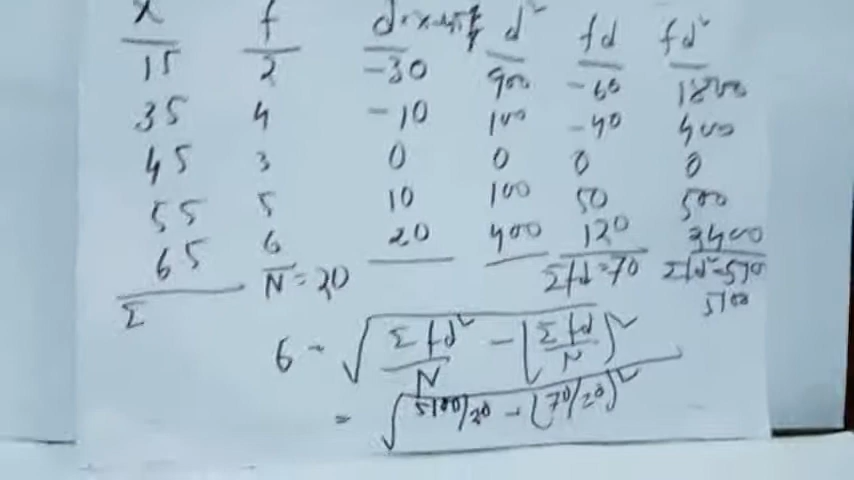 x f d = x - 45 d² fd fd²
15 2 -30 900 -60 1800
35 4 -10 100 -40 400
45 3 0 0 0 0
55 5 10 100 50 500
65 6 20 400 120 2400
Σ N = 20 Σfd = 70
5100
6 = √ Σfd²/N - (Σfd/N)²
= √ 5100/20 - (70/20)²